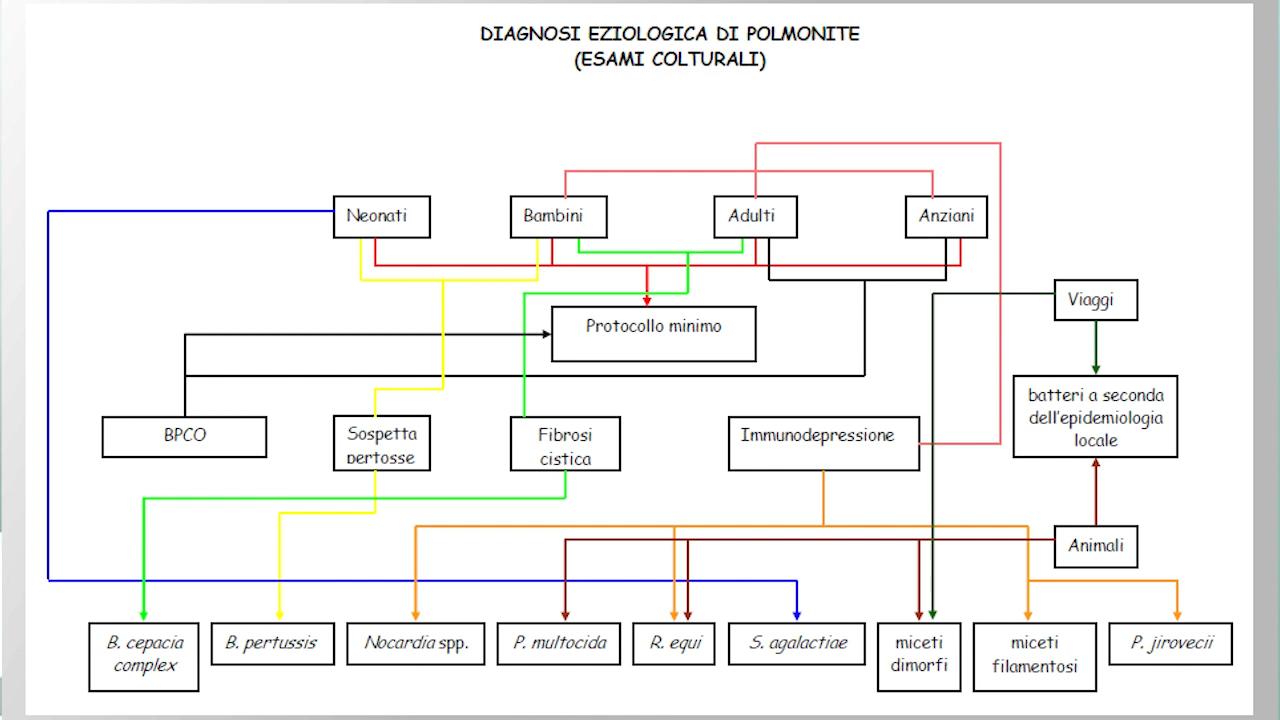 DIAGNOSI EZIOLOGICA DI POLMONITE
(ESAMI COLTURALI)
Neonati
Bambini
Adulti
Anziani
Viaggi
Protocollo minimo
batteri a seconda
dell'epidemiologia
locale
BPCO
Sospetta
pertosse
Fibrosi
cistica
Immunodepressione
Animali
B. cepacia
complex
B. pertussis
Nocardia spp.
P. multocida
R. equi
S. agalactiae
miceti
dimorfi
miceti
filamentosi
P. jirovecii